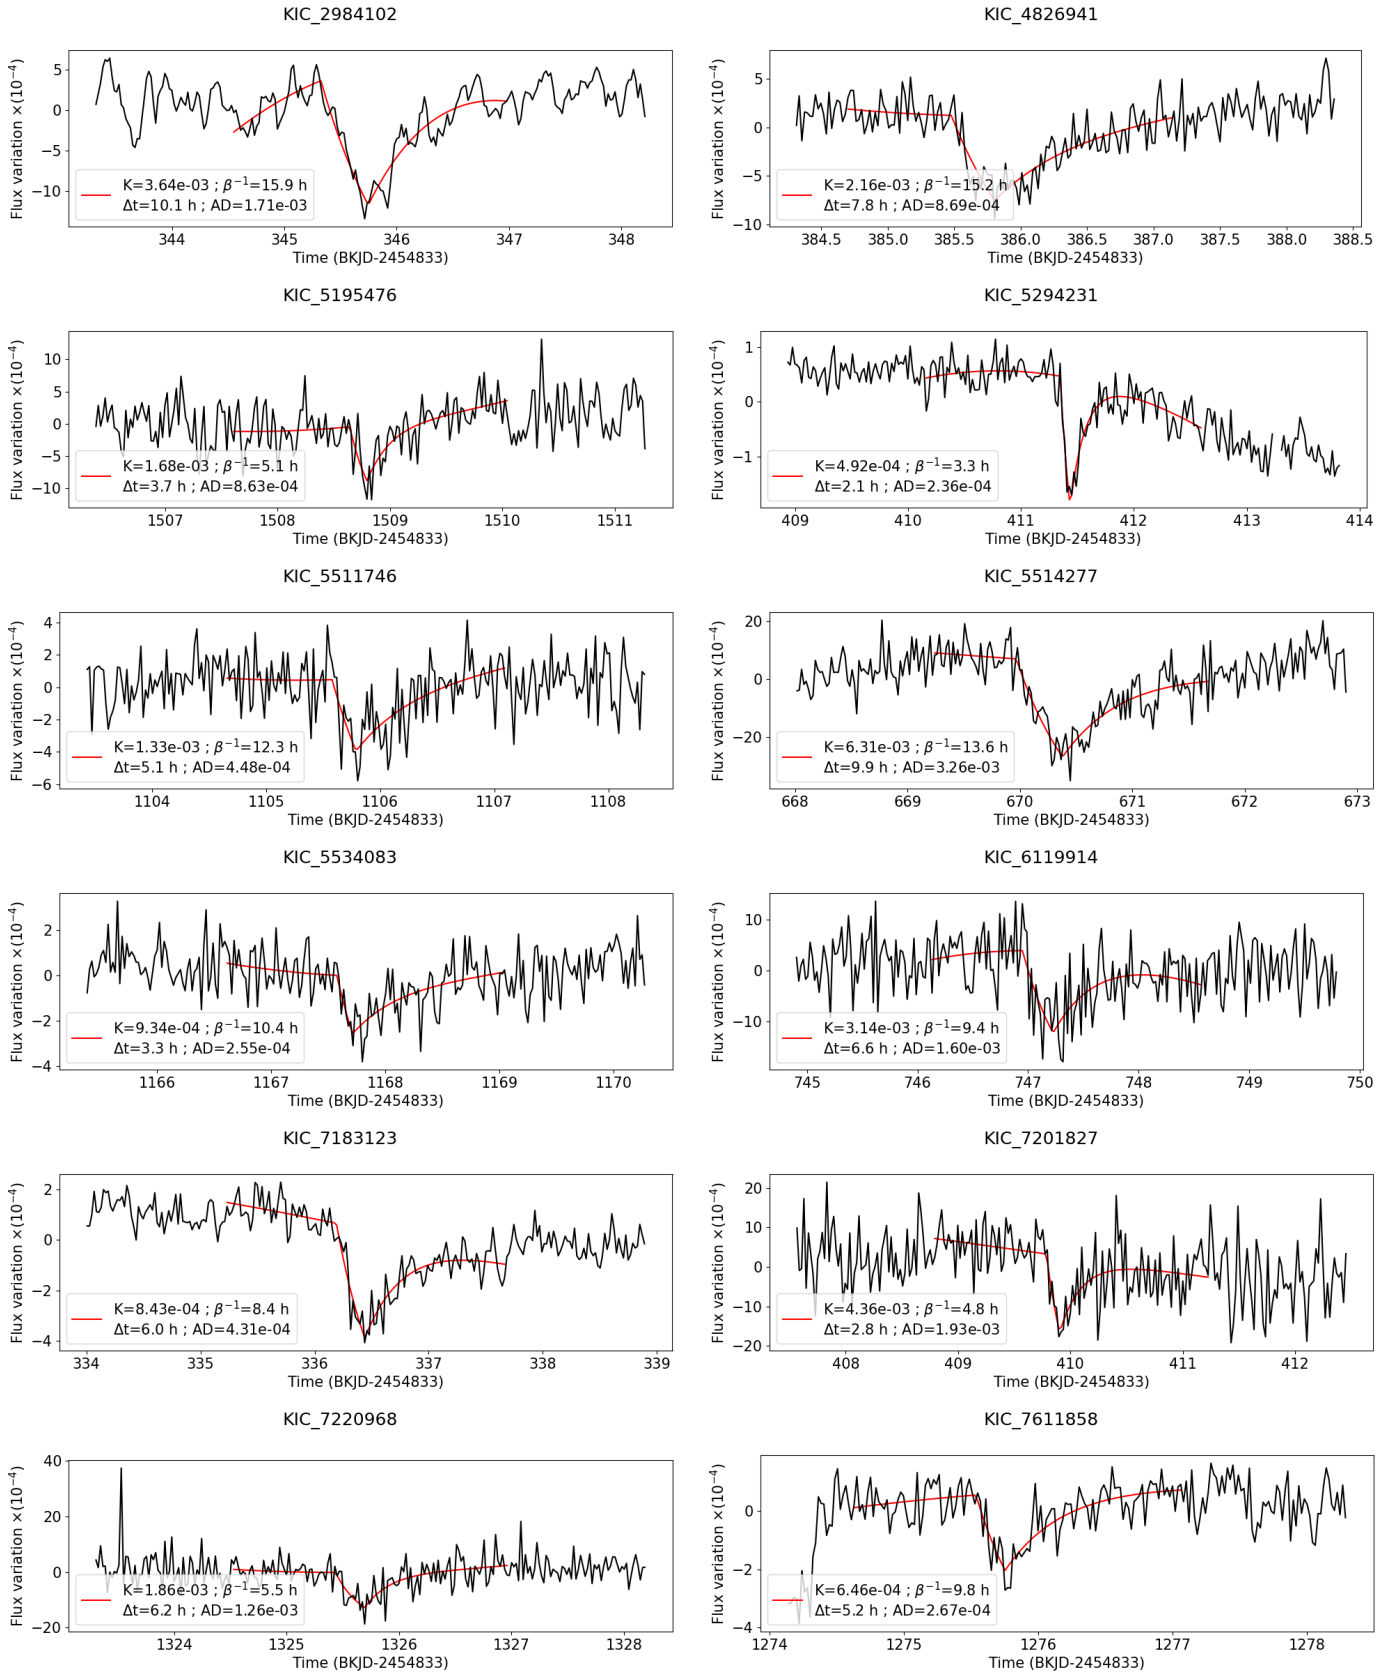 KIC_2984102
Flux variation ×(10⁻⁴)
5
0
−5
−10
K=3.64e-03 ; β⁻¹=15.9 h
Δt=10.1 h ; AD=1.71e-03
344
345
346
347
348
Time (BKJD-2454833)
KIC_4826941
Flux variation ×(10⁻⁴)
5
0
−5
−10
K=2.16e-03 ; β⁻¹=15.2 h
Δt=7.8 h ; AD=8.69e-04
384.5
385.0
385.5
386.0
386.5
387.0
387.5
388.0
388.5
Time (BKJD-2454833)
KIC_5195476
Flux variation ×(10⁻⁴)
10
5
0
−5
−10
K=1.68e-03 ; β⁻¹=5.1 h
Δt=3.7 h ; AD=8.63e-04
1507
1508
1509
1510
1511
Time (BKJD-2454833)
KIC_5294231
Flux variation ×(10⁻⁴)
1
0
−1
K=4.92e-04 ; β⁻¹=3.3 h
Δt=2.1 h ; AD=2.36e-04
409
410
411
412
413
414
Time (BKJD-2454833)
KIC_5511746
Flux variation ×(10⁻⁴)
4
2
0
−2
−4
−6
K=1.33e-03 ; β⁻¹=12.3 h
Δt=5.1 h ; AD=4.48e-04
1104
1105
1106
1107
1108
Time (BKJD-2454833)
KIC_5514277
Flux variation ×(10⁻⁴)
20
0
−20
K=6.31e-03 ; β⁻¹=13.6 h
Δt=9.9 h ; AD=3.26e-03
668
669
670
671
672
673
Time (BKJD-2454833)
KIC_5534083
Flux variation ×(10⁻⁴)
2
0
−2
−4
K=9.34e-04 ; β⁻¹=10.4 h
Δt=3.3 h ; AD=2.55e-04
1166
1167
1168
1169
1170
Time (BKJD-2454833)
KIC_6119914
Flux variation ×(10⁻⁴)
10
0
−10
K=3.14e-03 ; β⁻¹=9.4 h
Δt=6.6 h ; AD=1.60e-03
745
746
747
748
749
750
Time (BKJD-2454833)
KIC_7183123
Flux variation ×(10⁻⁴)
2
0
−2
−4
K=8.43e-04 ; β⁻¹=8.4 h
Δt=6.0 h ; AD=4.31e-04
334
335
336
337
338
339
Time (BKJD-2454833)
KIC_7201827
Flux variation ×(10⁻⁴)
20
10
0
−10
−20
K=4.36e-03 ; β⁻¹=4.8 h
Δt=2.8 h ; AD=1.93e-03
408
409
410
411
412
Time (BKJD-2454833)
KIC_7220968
Flux variation ×(10⁻⁴)
40
20
0
−20
K=1.86e-03 ; β⁻¹=5.5 h
Δt=6.2 h ; AD=1.26e-03
1324
1325
1326
1327
1328
Time (BKJD-2454833)
KIC_7611858
Flux variation ×(10⁻⁴)
0
−2
−4
K=6.46e-04 ; β⁻¹=9.8 h
Δt=5.2 h ; AD=2.67e-04
1274
1275
1276
1277
1278
Time (BKJD-2454833)